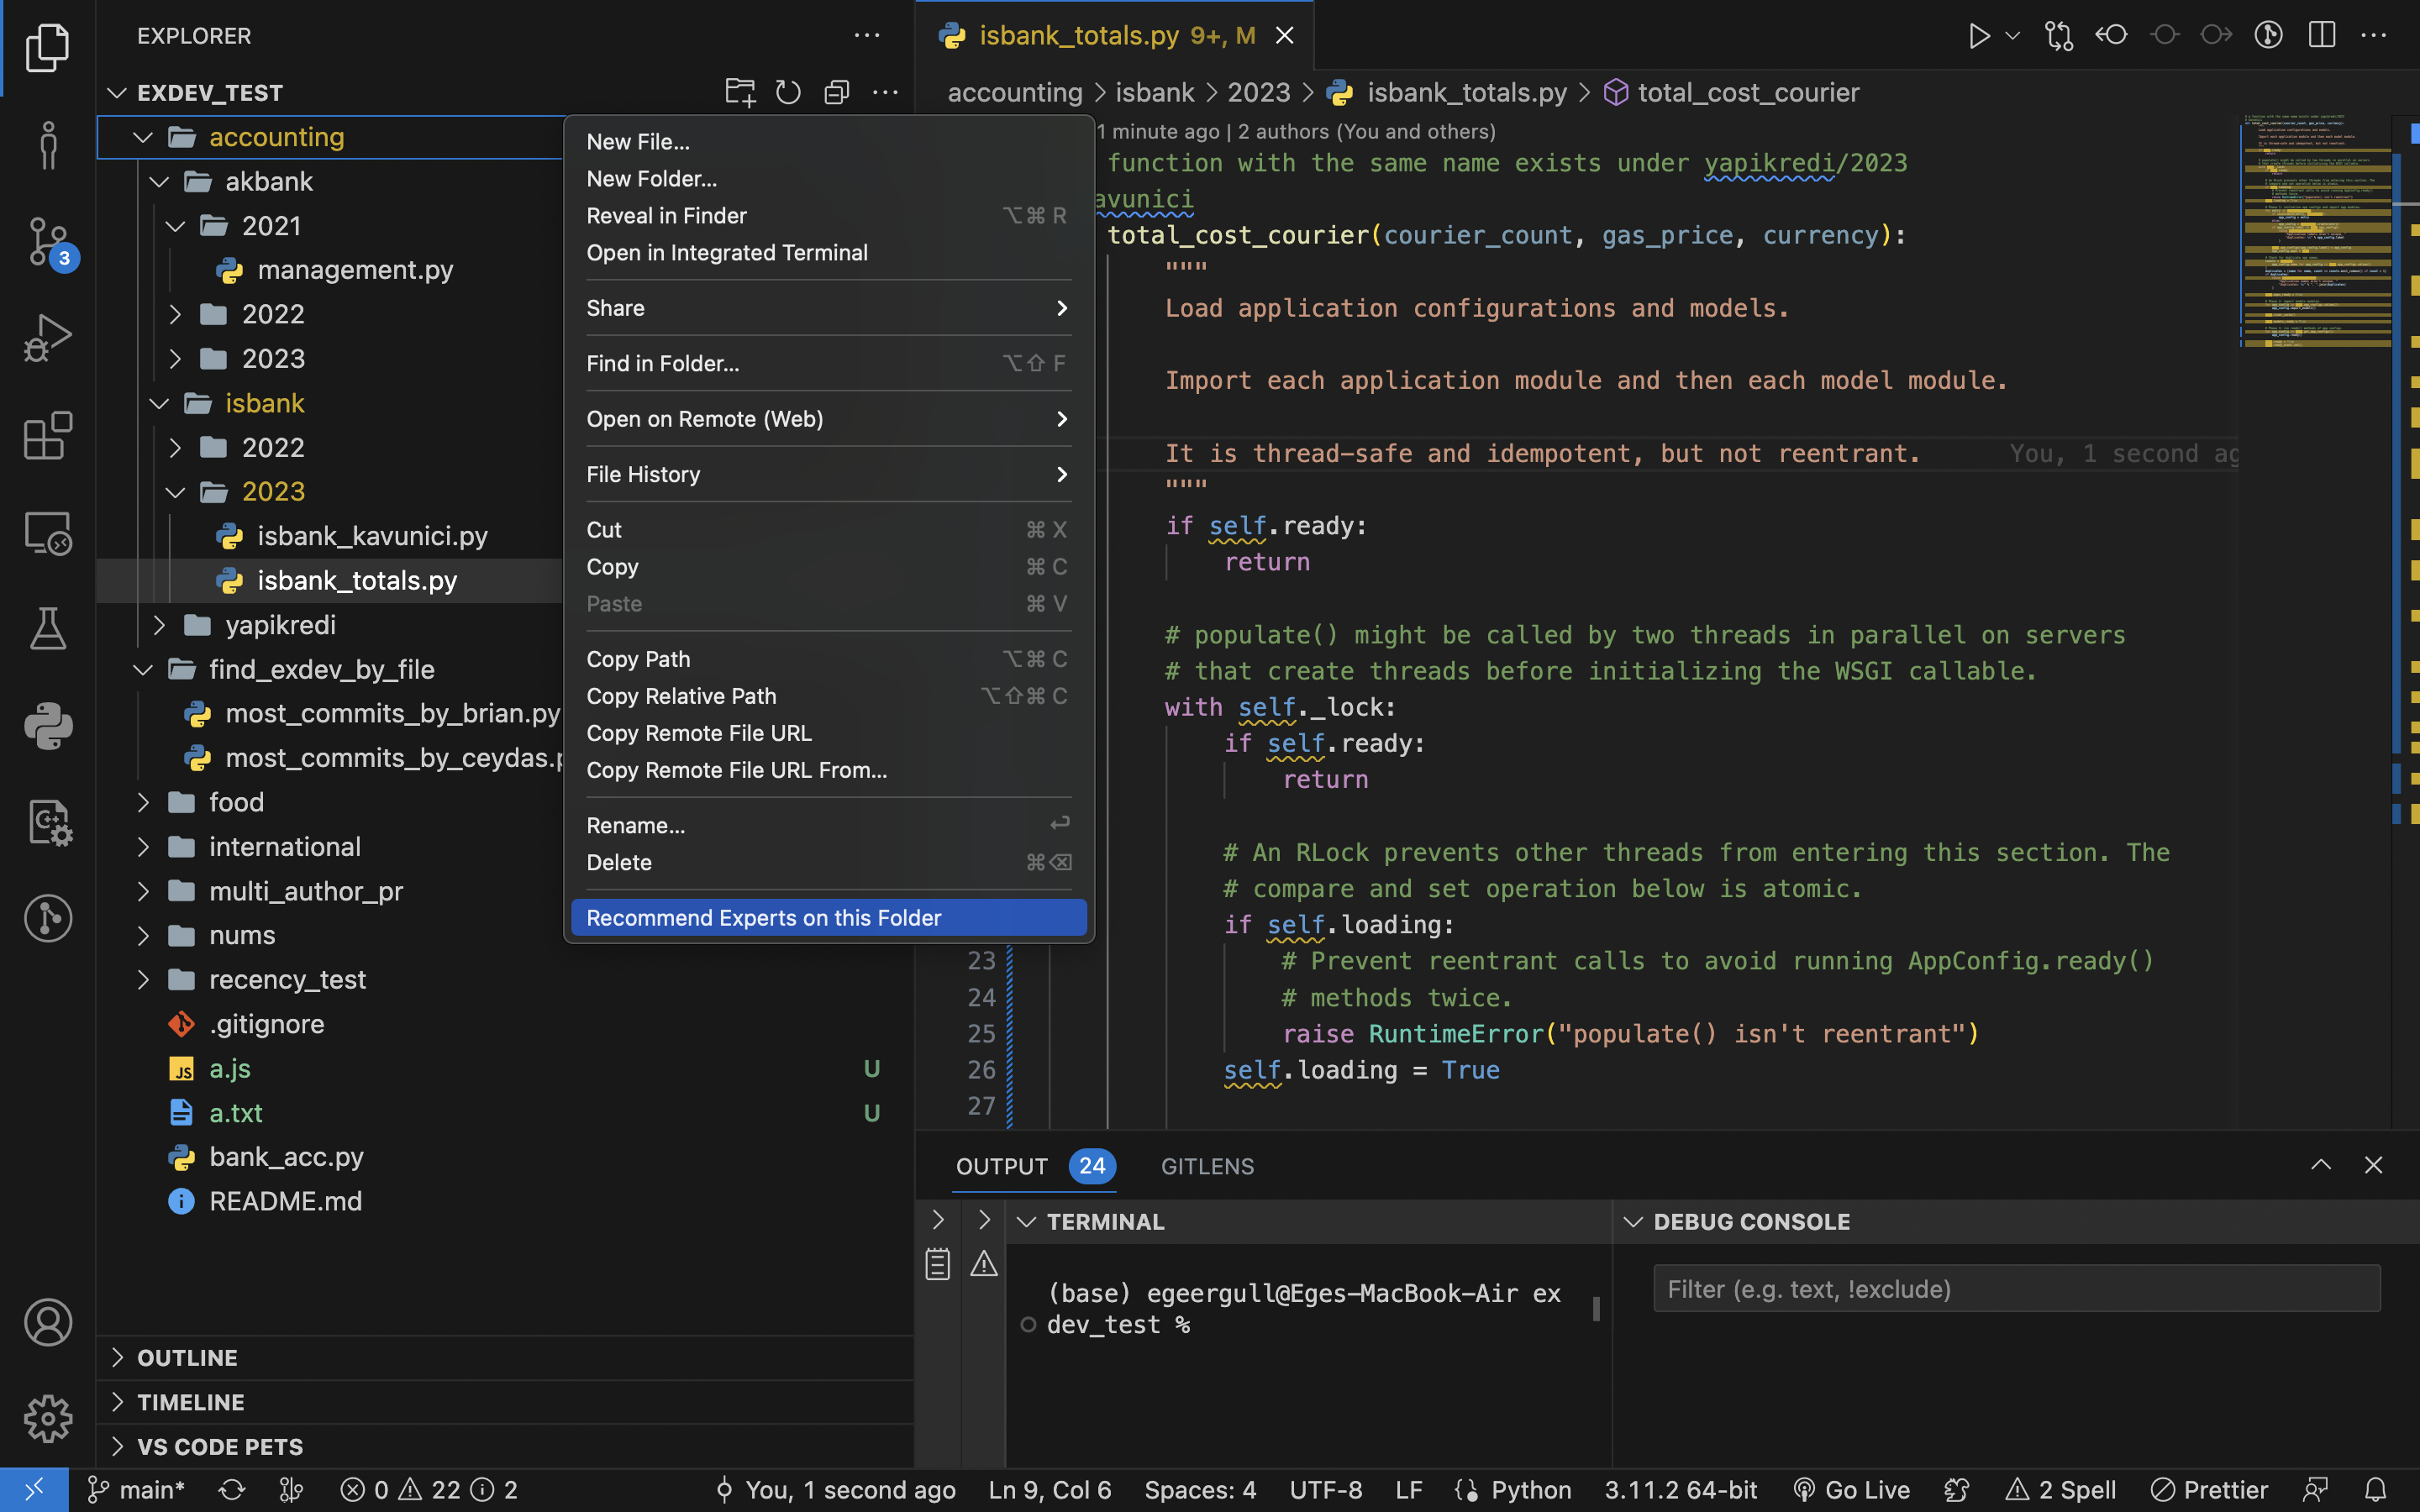 EXPLORER
EXDEV_TEST
accounting
akbank
2021
management.py
2022
2023
isbank
2022
2023
isbank_kavunici.py
isbank_totals.py
yapikredi
find_exdev_by_file
most_commits_by_brian.py
most_commits_by_ceydas.p
food
international
multi_author_pr
nums
recency_test
.gitignore
a.js U
a.txt U
bank_acc.py
README.md
OUTLINE
TIMELINE
VS CODE PETS
3
New File...
New Folder...
Reveal in Finder ⌥⌘ R
Open in Integrated Terminal
Share
Find in Folder... ⌥⇧ F
Open on Remote (Web)
File History
Cut ⌘ X
Copy ⌘ C
Paste ⌘ V
Copy Path ⌥⌘ C
Copy Relative Path ⌥⇧⌘ C
Copy Remote File URL
Copy Remote File URL From...
Rename... ↩
Delete ⌘⌫
Recommend Experts on this Folder
isbank_totals.py 9+, M
accounting > isbank > 2023 > isbank_totals.py > total_cost_courier
1 minute ago | 2 authors (You and others)
function with the same name exists under yapikredi/2023
avunici
total_cost_courier(courier_count, gas_price, currency):
"""
Load application configurations and models.
Import each application module and then each model module.
It is thread-safe and idempotent, but not reentrant. You, 1 second ag
"""
if self.ready:
return
# populate() might be called by two threads in parallel on servers
# that create threads before initializing the WSGI callable.
with self._lock:
if self.ready:
return
# An RLock prevents other threads from entering this section. The
# compare and set operation below is atomic.
if self.loading:
23 # Prevent reentrant calls to avoid running AppConfig.ready()
24 # methods twice.
25 raise RuntimeError("populate() isn't reentrant")
26 self.loading = True
27
OUTPUT 24 GITLENS
TERMINAL
(base) egeergull@Eges-MacBook-Air ex
dev_test %
DEBUG CONSOLE
Filter (e.g. text, !exclude)
main* 0 22 2 You, 1 second ago Ln 9, Col 6 Spaces: 4 UTF-8 LF Python 3.11.2 64-bit Go Live 2 Spell Prettier